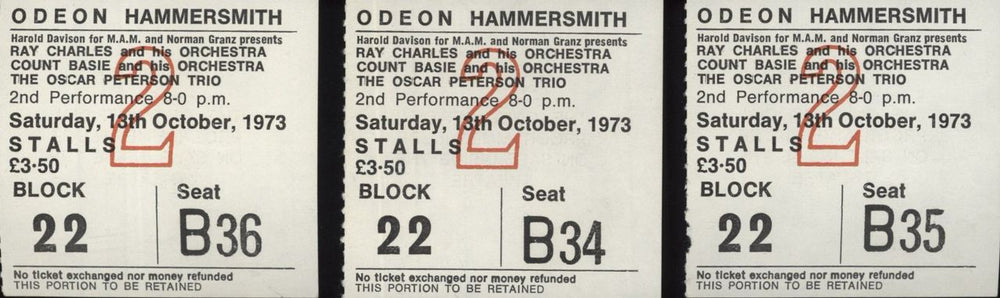 ODEON HAMMERSMITH
Harold Davison for M.A.M. and Norman Granz presents
RAY CHARLES and his ORCHESTRA
COUNT BASIE and his ORCHESTRA
THE OSCAR PETERSON TRIO
2nd Performance 8-0 p.m.
Saturday, 13th October, 1973
STALLS
£3·50
2
BLOCK Seat
22 B36
No ticket exchanged nor money refunded
THIS PORTION TO BE RETAINED
ODEON HAMMERSMITH
Harold Davison for M.A.M. and Norman Granz presents
RAY CHARLES and his ORCHESTRA
COUNT BASIE and his ORCHESTRA
THE OSCAR PETERSON TRIO
2nd Performance 8-0 p.m.
Saturday, 13th October, 1973
STALLS
£3·50
2
BLOCK Seat
22 B34
No ticket exchanged nor money refunded
THIS PORTION TO BE RETAINED
ODEON HAMMERSMITH
Harold Davison for M.A.M. and Norman Granz presents
RAY CHARLES and his ORCHESTRA
COUNT BASIE and his ORCHESTRA
THE OSCAR PETERSON TRIO
2nd Performance 8-0 p.m.
Saturday, 13th October, 1973
STALLS
£3·50
2
BLOCK Seat
22 B35
No ticket exchanged nor money refunded
THIS PORTION TO BE RETAINED